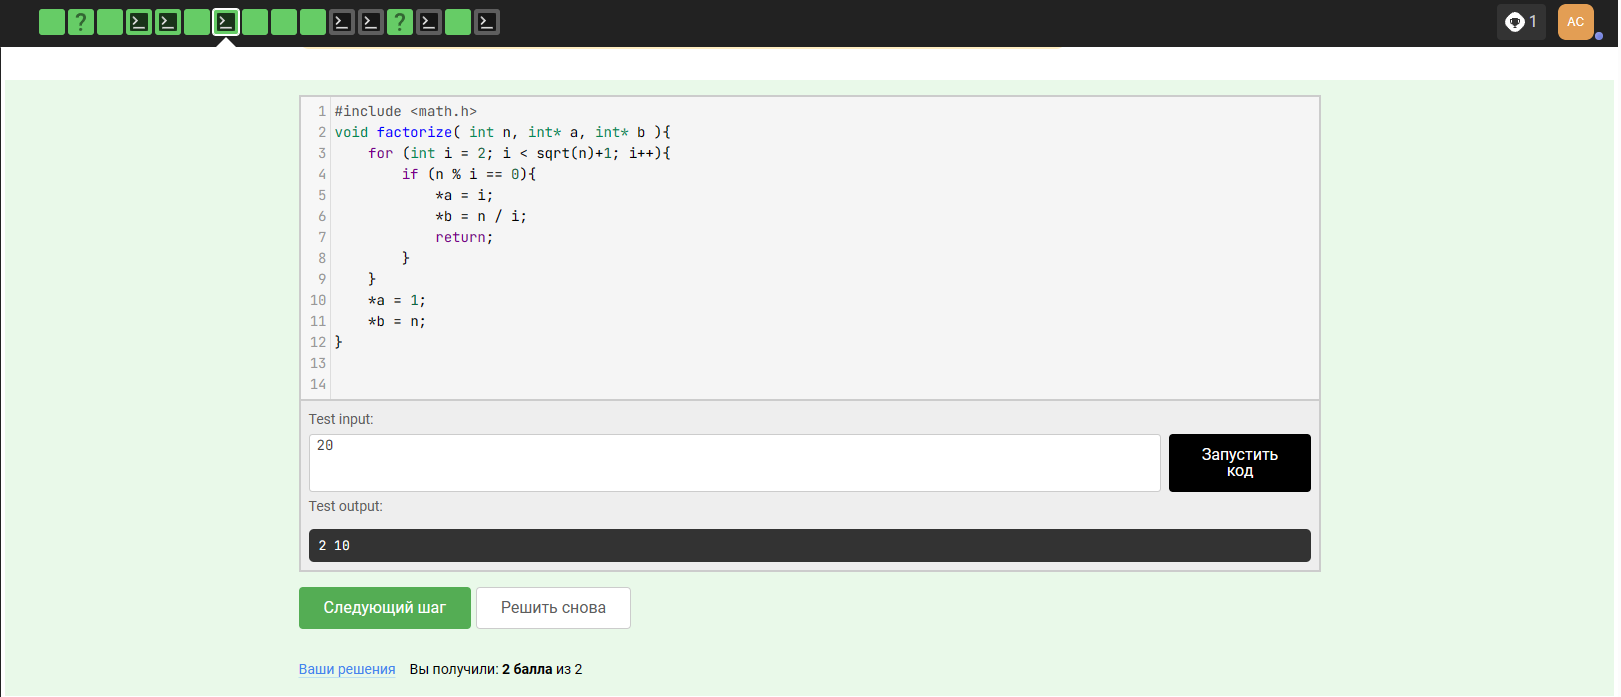 ? ? 1 AC
1 #include <math.h>
2 void factorize( int n, int* a, int* b ){
3 for (int i = 2; i < sqrt(n)+1; i++){
4 if (n % i == 0){
5 *a = i;
6 *b = n / i;
7 return;
8 }
9 }
10 *a = 1;
11 *b = n;
12 }
13
14
Test input:
20
Запустить
код
Test output:
2 10
Следующий шаг Решить снова
Ваши решения Вы получили: 2 балла из 2